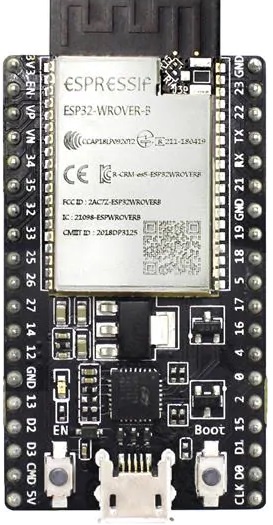 ESPRESSIF
ESP32-WROVER-B
CCAP18LP0920T2 R 211-180419
CE R-CRM-es5-ESP32WROVERB
FCC ID : 2AC7Z-ESP32WROVERB
IC : 21098-ESPWROVERB
CMIIT ID : 2018DP3125
3V3
EN
VP
VN
34
35
32
33
25
26
27
14
12
GND
13
D2
D3
CMD
5V
GND
23
22
TX
RX
21
GND
19
18
5
17
16
4
0
2
15
D1
D0
CLK
EN
Boot